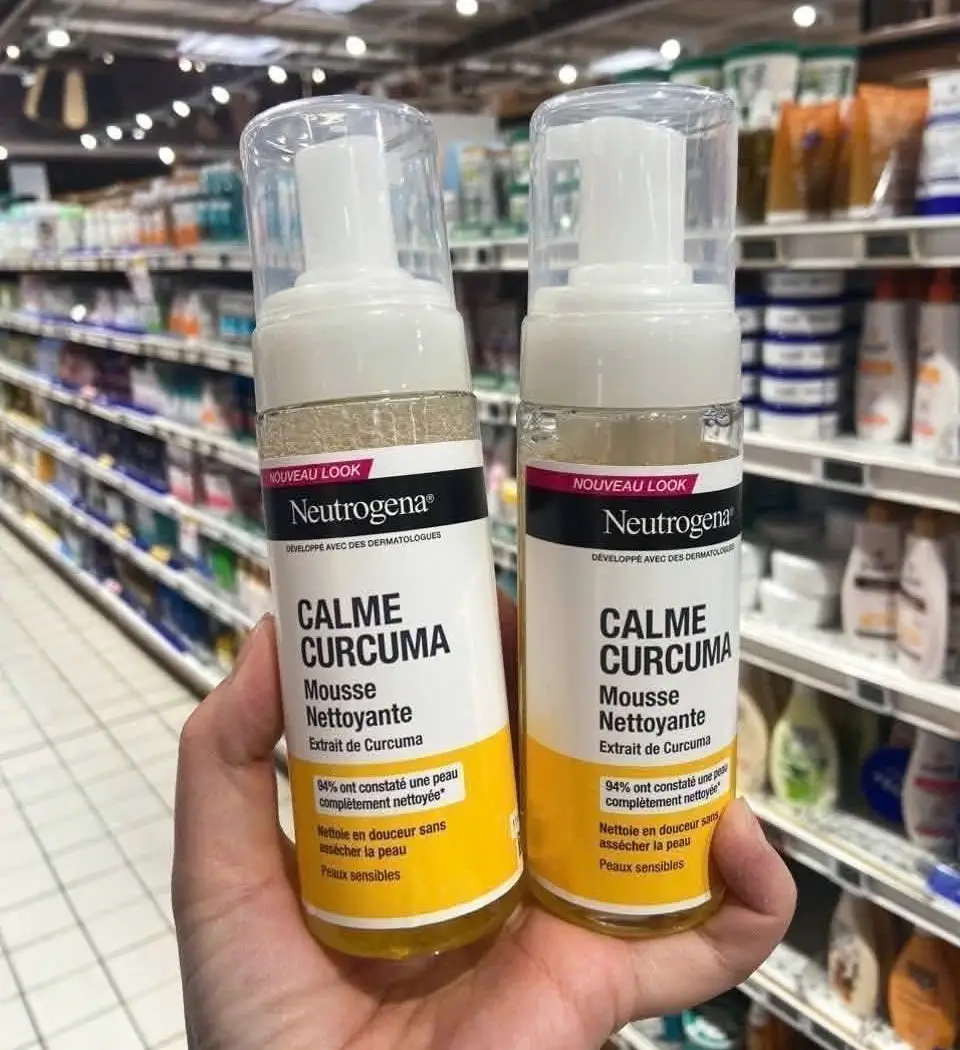 NOUVEAU LOOK
Neutrogena®
DÉVELOPPÉ AVEC DES DERMATOLOGUES
CALME
CURCUMA
Mousse
Nettoyante
Extrait de Curcuma
94% ont constaté une peau
complètement nettoyée*
Nettoie en douceur sans
assécher la peau
Peaux sensibles
NOUVEAU LOOK
Neutrogena®
DÉVELOPPÉ AVEC DES DERMATOLOGUES
CALME
CURCUMA
Mousse
Nettoyante
Extrait de Curcuma
94% ont constaté une peau
complètement nettoyée*
Nettoie en douceur sans
assécher la peau
Peaux sensibles